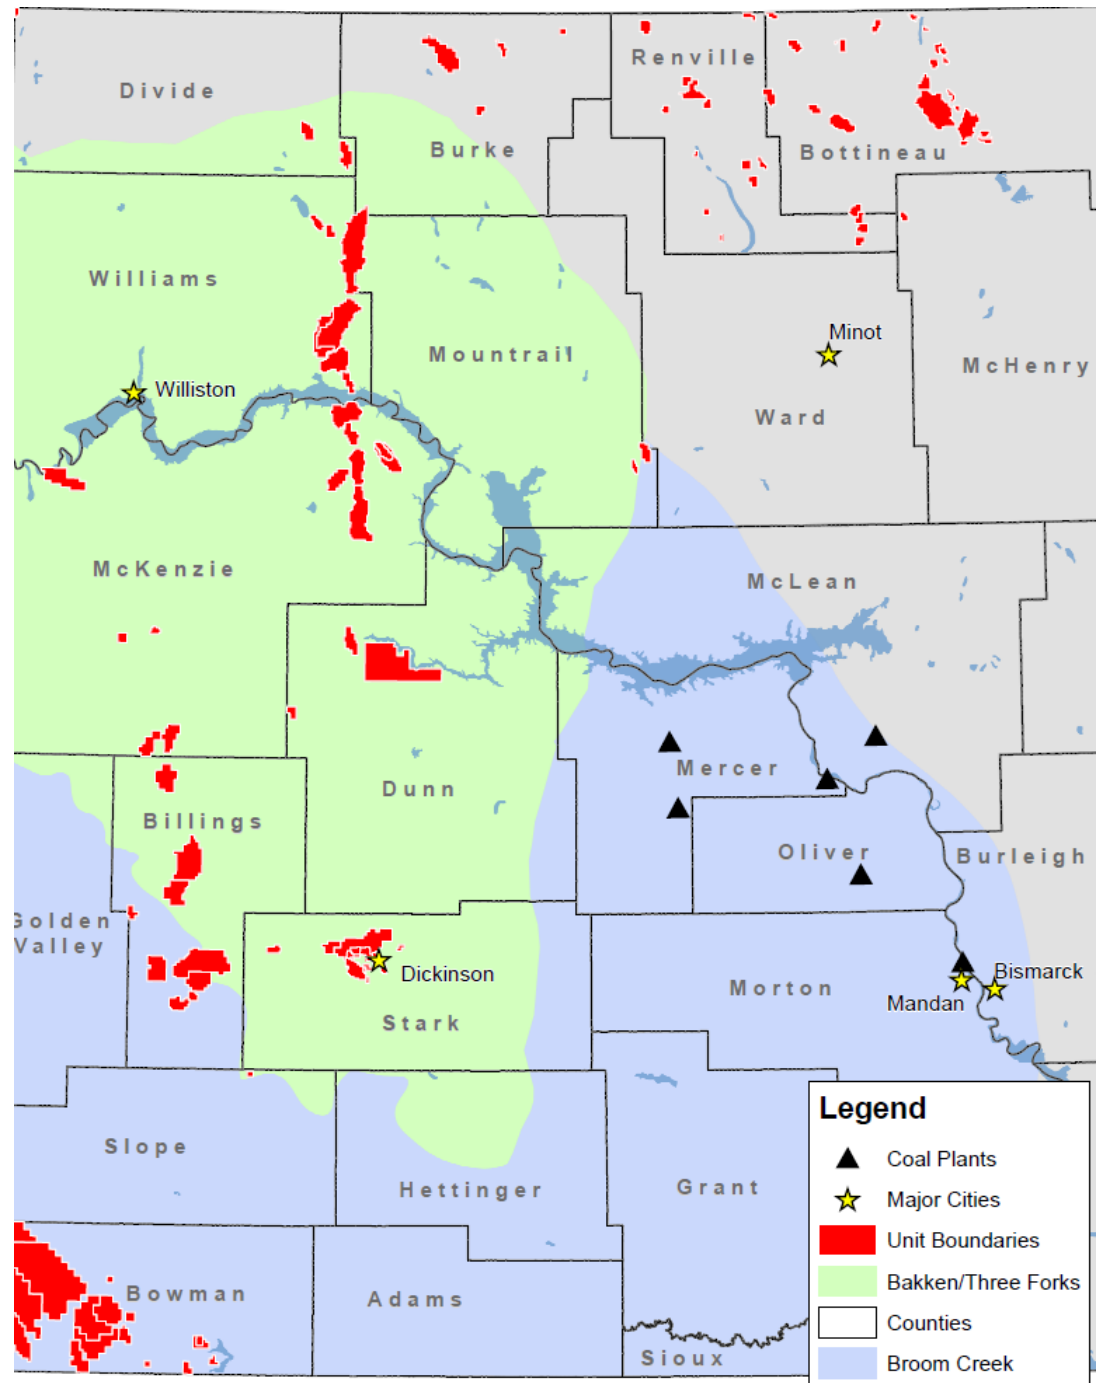 Renville
Divide
Burke
Bottineau
Williams
Minot
Mountrail
McHenry
Williston
Ward
McKenzie
McLean
Mercer
Dunn
Billings
Oliver
Burleigh
Golden
Valley
Dickinson
Bismarck
Morton
Mandan
Stark
Slope
Hettinger
Grant
Bowman
Adams
Sioux
Legend
Coal Plants
Major Cities
Unit Boundaries
Bakken/Three Forks
Counties
Broom Creek